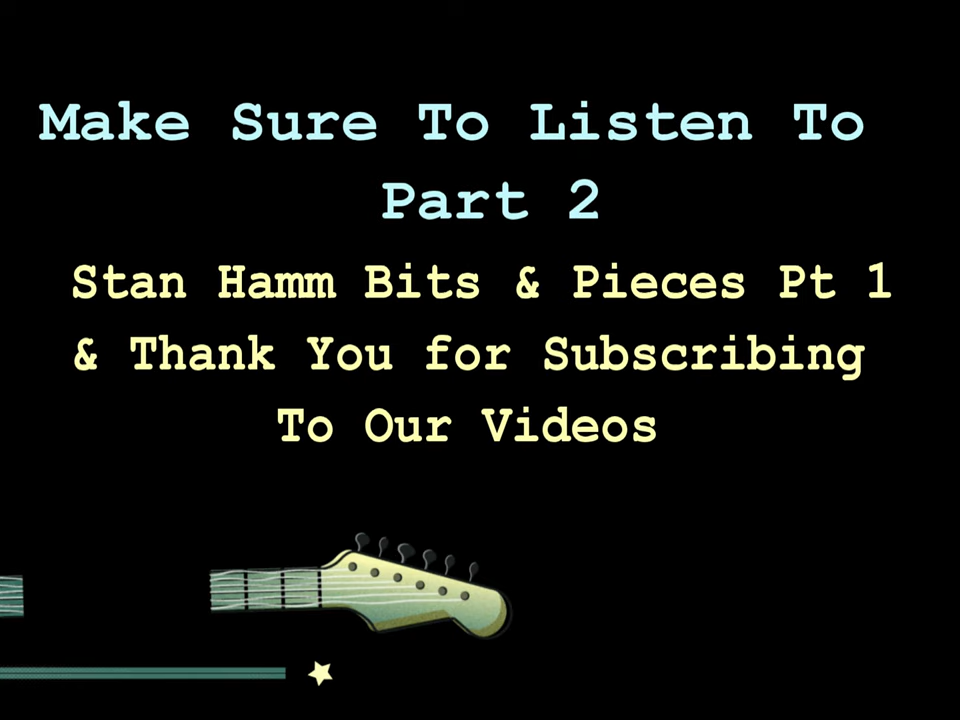 Make Sure To Listen To
Part 2
Stan Hamm Bits & Pieces Pt 1
& Thank You for Subscribing
To Our Videos